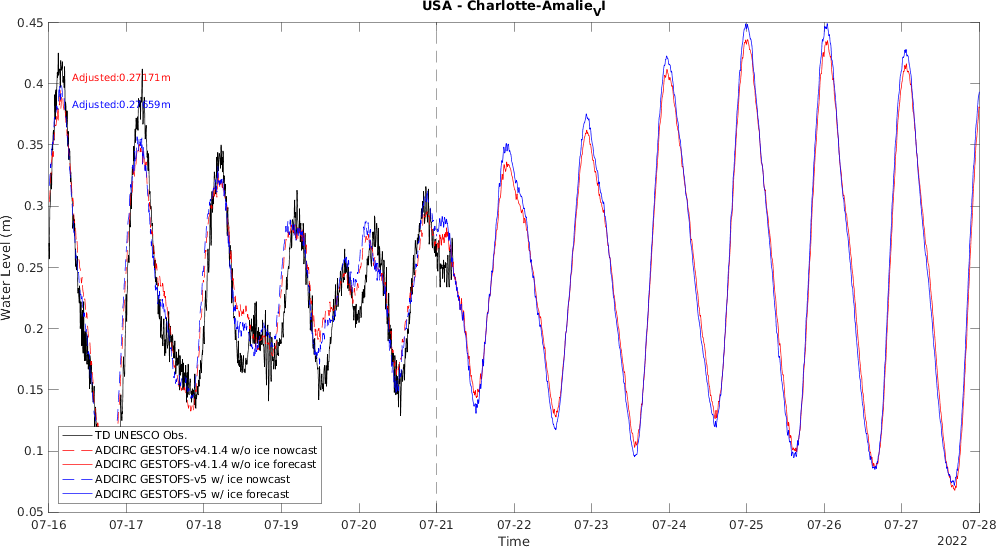 USA - Charlotte-Amalie_VI
0.45
0.4
0.35
0.3
0.25
0.2
0.15
0.1
0.05
Water Level (m)
Adjusted:0.27171m
Adjusted:0.27659m
TD UNESCO Obs.
ADCIRC GESTOFS-v4.1.4 w/o ice nowcast
ADCIRC GESTOFS-v4.1.4 w/o ice forecast
ADCIRC GESTOFS-v5 w/ ice nowcast
ADCIRC GESTOFS-v5 w/ ice forecast
07-16 07-17 07-18 07-19 07-20 07-21 07-22 07-23 07-24 07-25 07-26 07-27 07-28
Time
2022